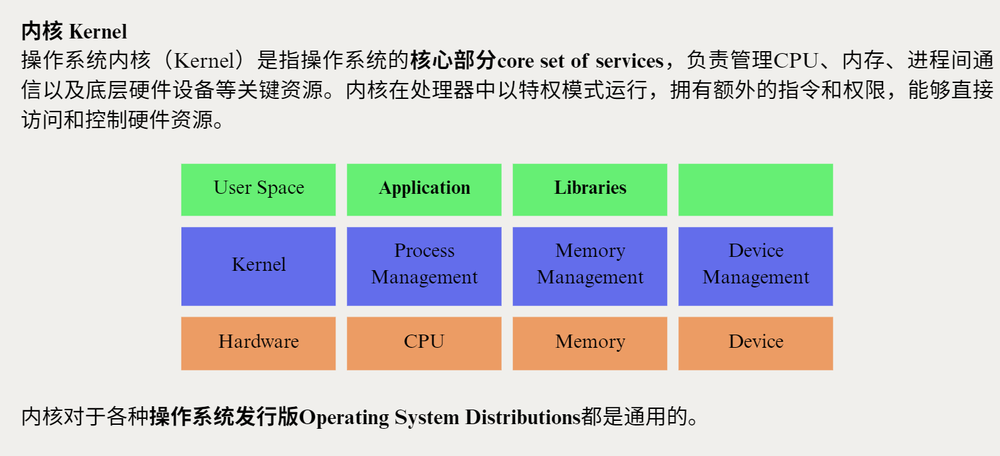 内核 Kernel
操作系统内核（Kernel）是指操作系统的核心部分core set of services，负责管理CPU、内存、进程间通
信以及底层硬件设备等关键资源。内核在处理器中以特权模式运行，拥有额外的指令和权限，能够直接
访问和控制硬件资源。
User Space Application Libraries
Kernel Process Management Memory Management Device Management
Hardware CPU Memory Device
内核对于各种操作系统发行版Operating System Distributions都是通用的。